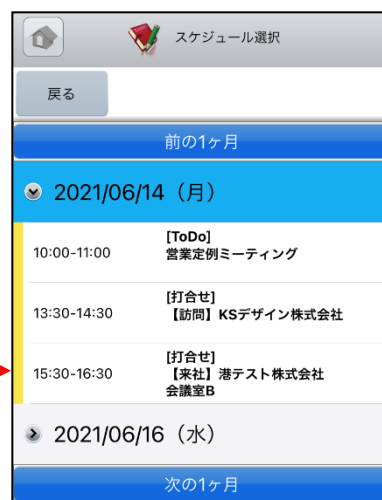 スケジュール選択
戻る
前の1ヶ月
2021/06/14（月）
10:00-11:00
[ToDo]
営業定例ミーティング
13:30-14:30
[打合せ]
【訪問】KSデザイン株式会社
15:30-16:30
[打合せ]
【来社】港テスト株式会社
会議室B
2021/06/16（水）
次の1ヶ月